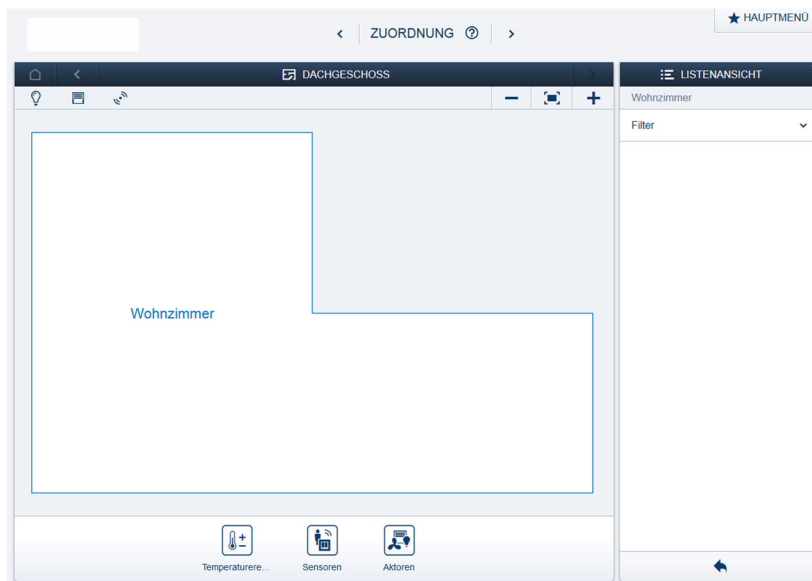 HAUPTMENÜ
ZUORDNUNG
DACHGESCHOSS
LISTENANSICHT
Wohnzimmer
Filter
Wohnzimmer
Temperaturere...
Sensoren
Aktoren